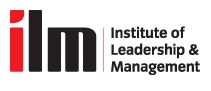 ilm
Institute of
Leadership &
Management